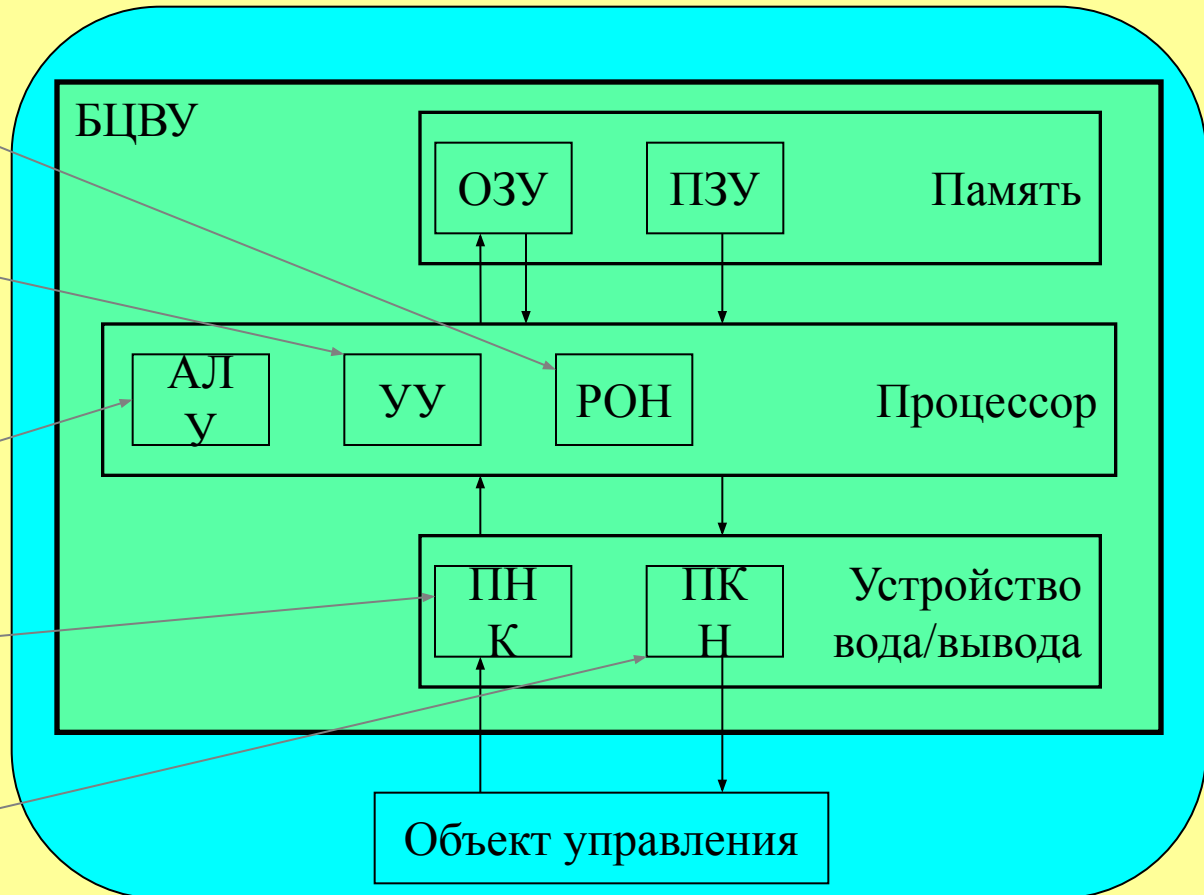 БЦВУ
ОЗУ
ПЗУ
Память
АЛ
У
УУ
РОН
Процессор
ПН
К
ПК
Н
Устройство
вода/вывода
Объект управления